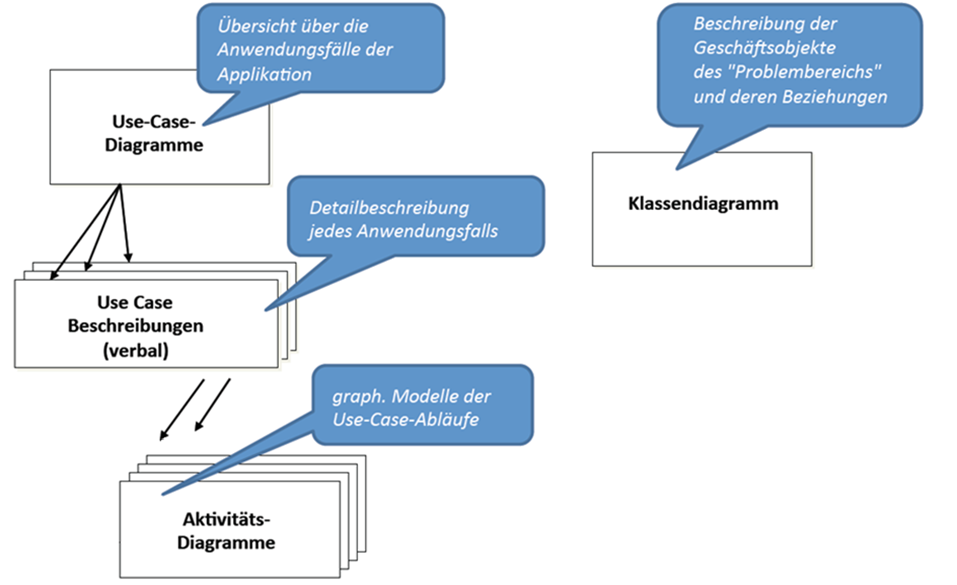 Übersicht über die
Anwendungsfälle der
Applikation
Use-Case-
Diagramme
Beschreibung der
Geschäftsobjekte
des "Problembereichs"
und deren Beziehungen
Klassendiagramm
Detailbeschreibung
jedes Anwendungsfalls
Use Case
Beschreibungen
(verbal)
graph. Modelle der
Use-Case-Abläufe
Aktivitäts-
Diagramme